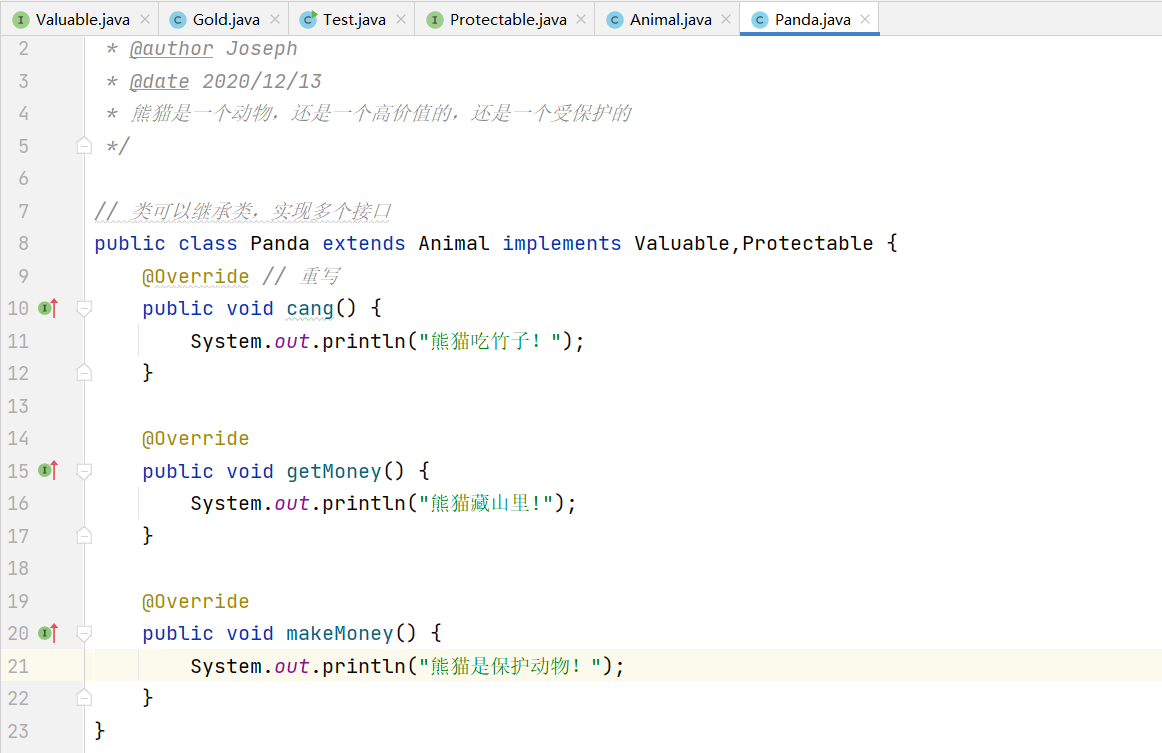 Valuable.java Gold.java Test.java Protectable.java Animal.java Panda.java
2 * @author Joseph
3 * @date 2020/12/13
4 * 熊猫是一个动物，还是一个高价值的，还是一个受保护的
5 */
6
7 // 类可以继承类，实现多个接口
8 public class Panda extends Animal implements Valuable,Protectable {
9 @Override // 重写
10 public void cang() {
11 System.out.println("熊猫吃竹子！");
12 }
13
14 @Override
15 public void getMoney() {
16 System.out.println("熊猫藏山里!");
17 }
18
19 @Override
20 public void makeMoney() {
21 System.out.println("熊猫是保护动物！");
22 }
23 }